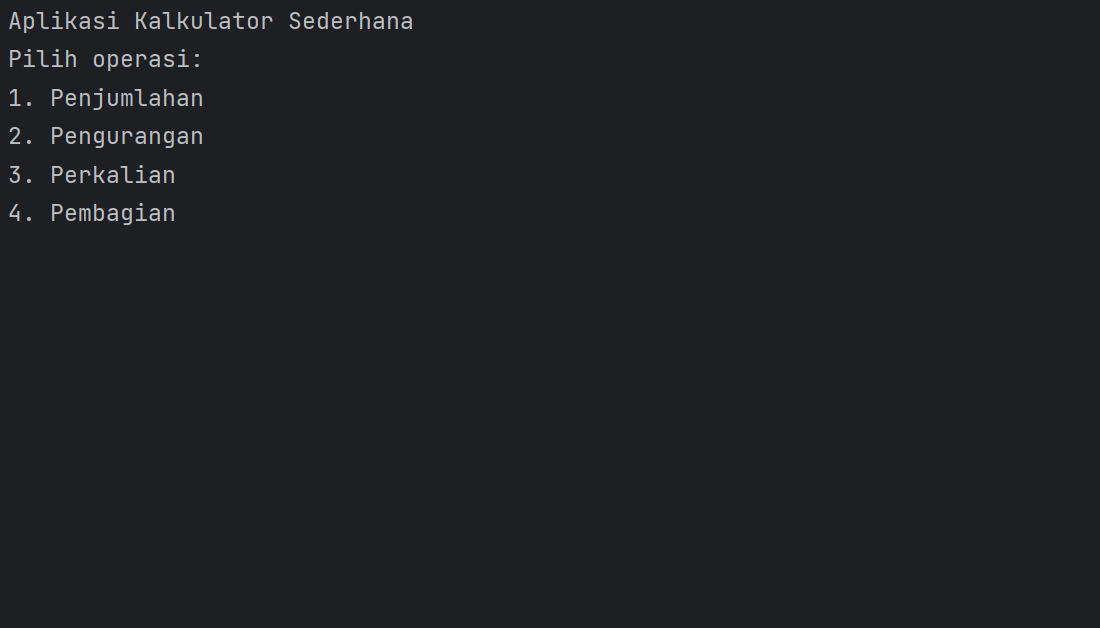 Aplikasi Kalkulator Sederhana
Pilih operasi:
1. Penjumlahan
2. Pengurangan
3. Perkalian
4. Pembagian